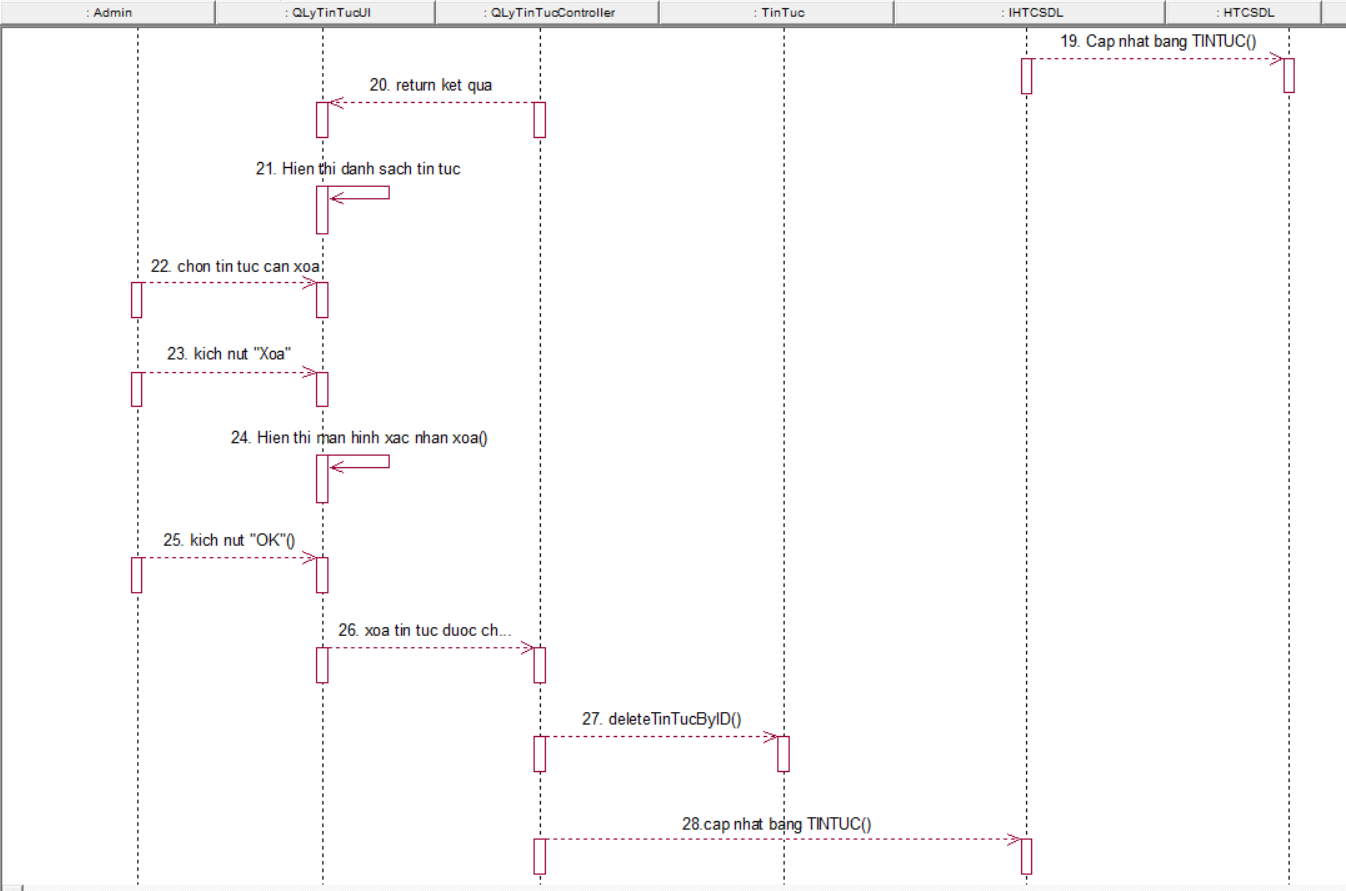 : Admin
: QLyTinTucUI
: QLyTinTucController
: TinTuc
: IHTCSDL
: HTCSDL
19. Cap nhat bang TINTUC()
20. return ket qua
21. Hien thi danh sach tin tuc
22. chon tin tuc can xoa
23. kich nut "Xoa"
24. Hien thi man hinh xac nhan xoa()
25. kich nut "OK"()
26. xoa tin tuc duoc ch...
27. deleteTinTucByID()
28.cap nhat bang TINTUC()